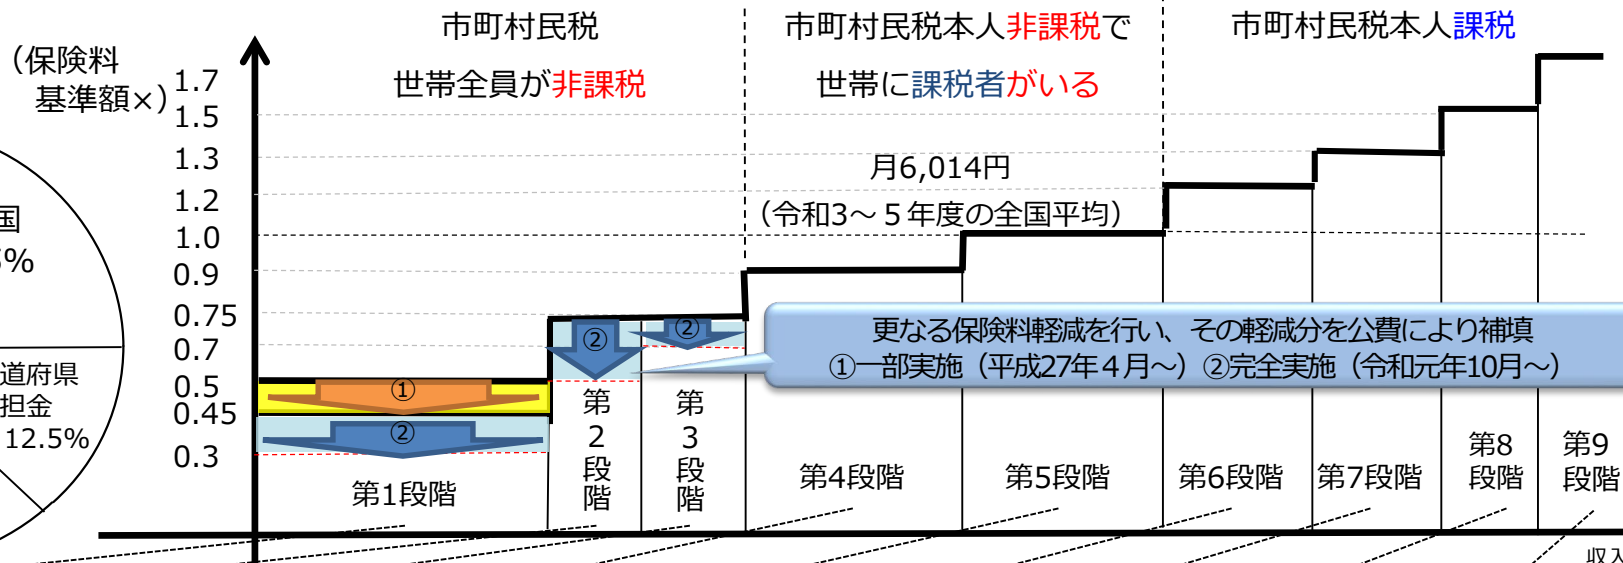 市町村民税
世帯全員が非課税
市町村民税本人非課税で
世帯に課税者がいる
市町村民税本人課税
（保険料
基準額×）
1.7
1.5
1.3
1.2
1.0
0.9
0.75
0.7
0.5
0.45
0.3
国
%
道府県
担金
12.5%
月6,014円
（令和3～５年度の全国平均）
更なる保険料軽減を行い、その軽減分を公費により補填
①一部実施（平成27年４月～）②完全実施（令和元年10月～）
①
②
②
②
第1段階
第2段階
第3段階
第4段階
第5段階
第6段階
第7段階
第8
段階
第9
段階
収入